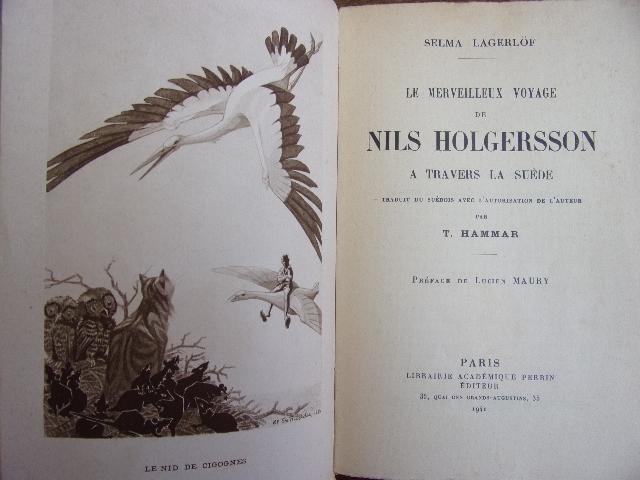 LE NID DE CIGOGNES
SELMA LAGERLÖF
LE MERVEILLEUX VOYAGE
DE
NILS HOLGERSSON
A TRAVERS LA SUÈDE
TRADUIT DU SUÉDOIS AVEC L'AUTORISATION DE L'AUTEUR
PAR
T. HAMMAR
PRÉFACE DE LUCIEN MAURY
PARIS
LIBRAIRIE ACADÉMIQUE PERRIN
ÉDITEUR
35, QUAI DES GRANDS-AUGUSTINS, 35